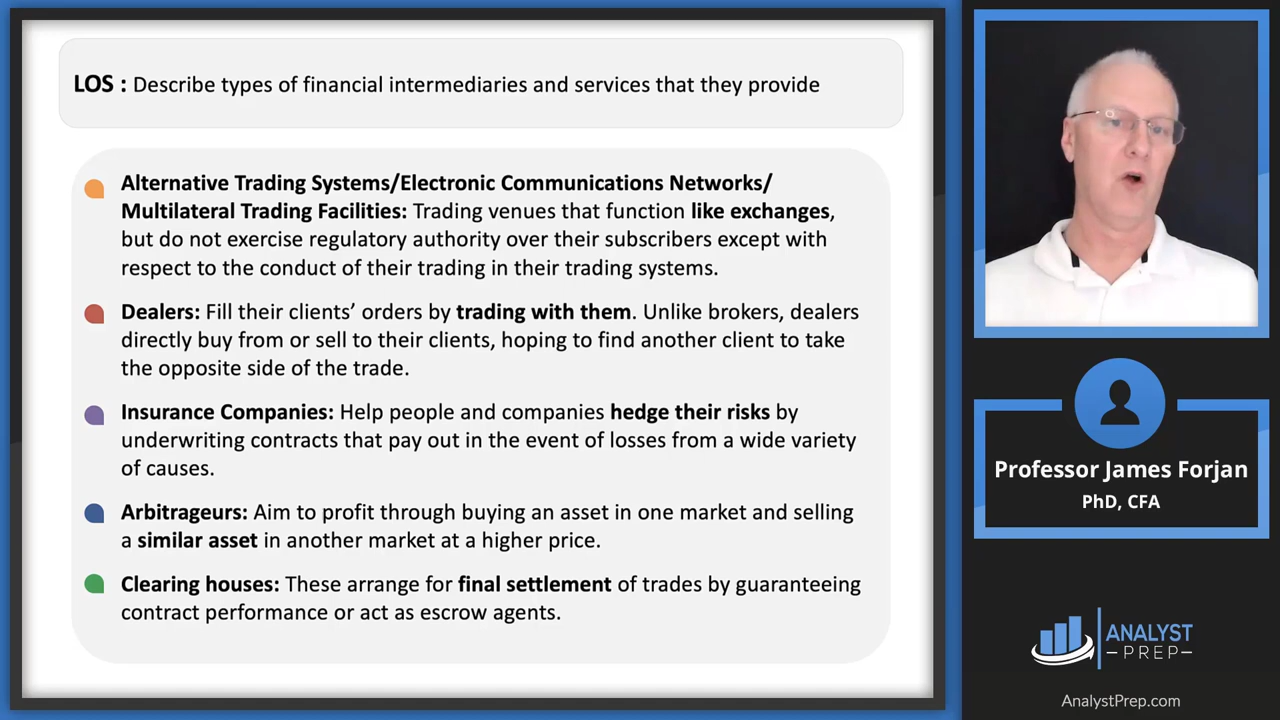 LOS : Describe types of financial intermediaries and services that they provide
Alternative Trading Systems/Electronic Communications Networks/
Multilateral Trading Facilities: Trading venues that function like exchanges,
but do not exercise regulatory authority over their subscribers except with
respect to the conduct of their trading in their trading systems.
Dealers: Fill their clients’ orders by trading with them. Unlike brokers, dealers
directly buy from or sell to their clients, hoping to find another client to take
the opposite side of the trade.
Insurance Companies: Help people and companies hedge their risks by
underwriting contracts that pay out in the event of losses from a wide variety
of causes.
Arbitrageurs: Aim to profit through buying an asset in one market and selling
a similar asset in another market at a higher price.
Clearing houses: These arrange for final settlement of trades by guaranteeing
contract performance or act as escrow agents.
Professor James Forjan
PhD, CFA
ANALYST
PREP
AnalystPrep.com